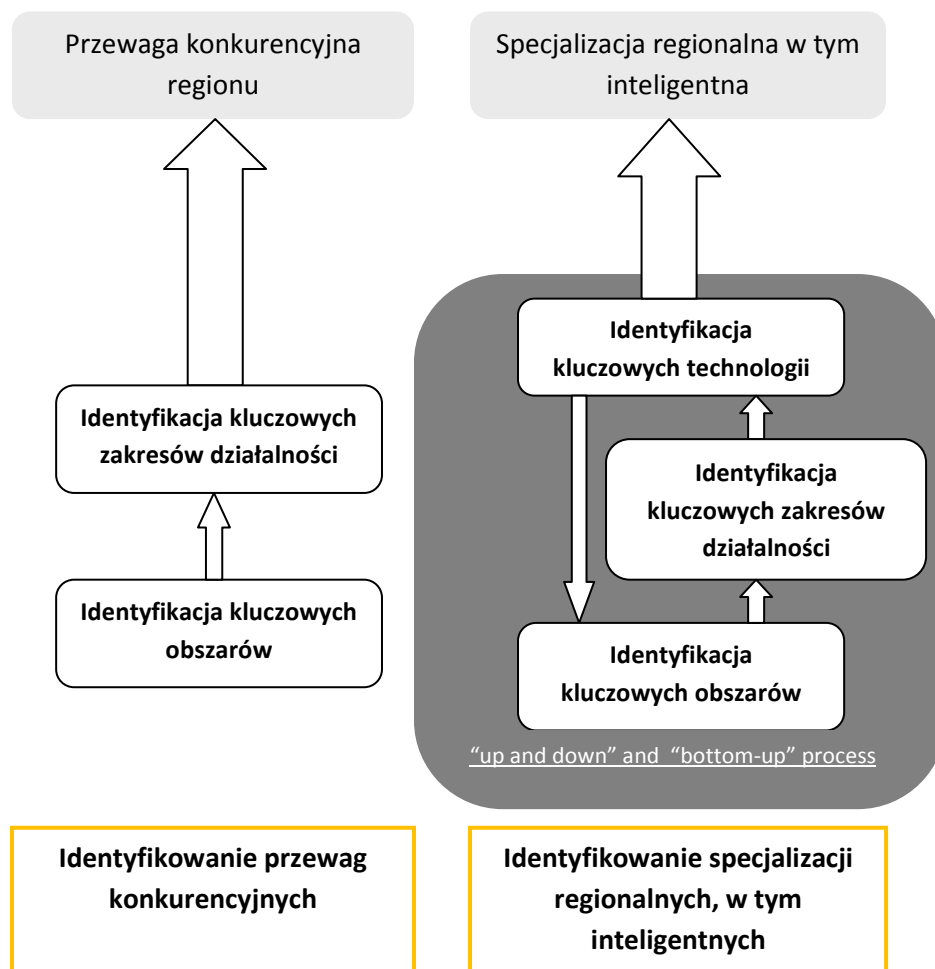 Przewaga konkurencyjna
regionu
Specjalizacja regionalna w tym
inteligentna
Identyfikacja kluczowych
zakresów działalności
Identyfikacja kluczowych
obszarów
Identyfikacja
kluczowych technologii
Identyfikacja
kluczowych zakresów
działalności
Identyfikacja
kluczowych obszarów
“up and down” and “bottom-up” process
Identyfikowanie przewag
konkurencyjnych
Identyfikowanie specjalizacji
regionalnych, w tym
inteligentnych